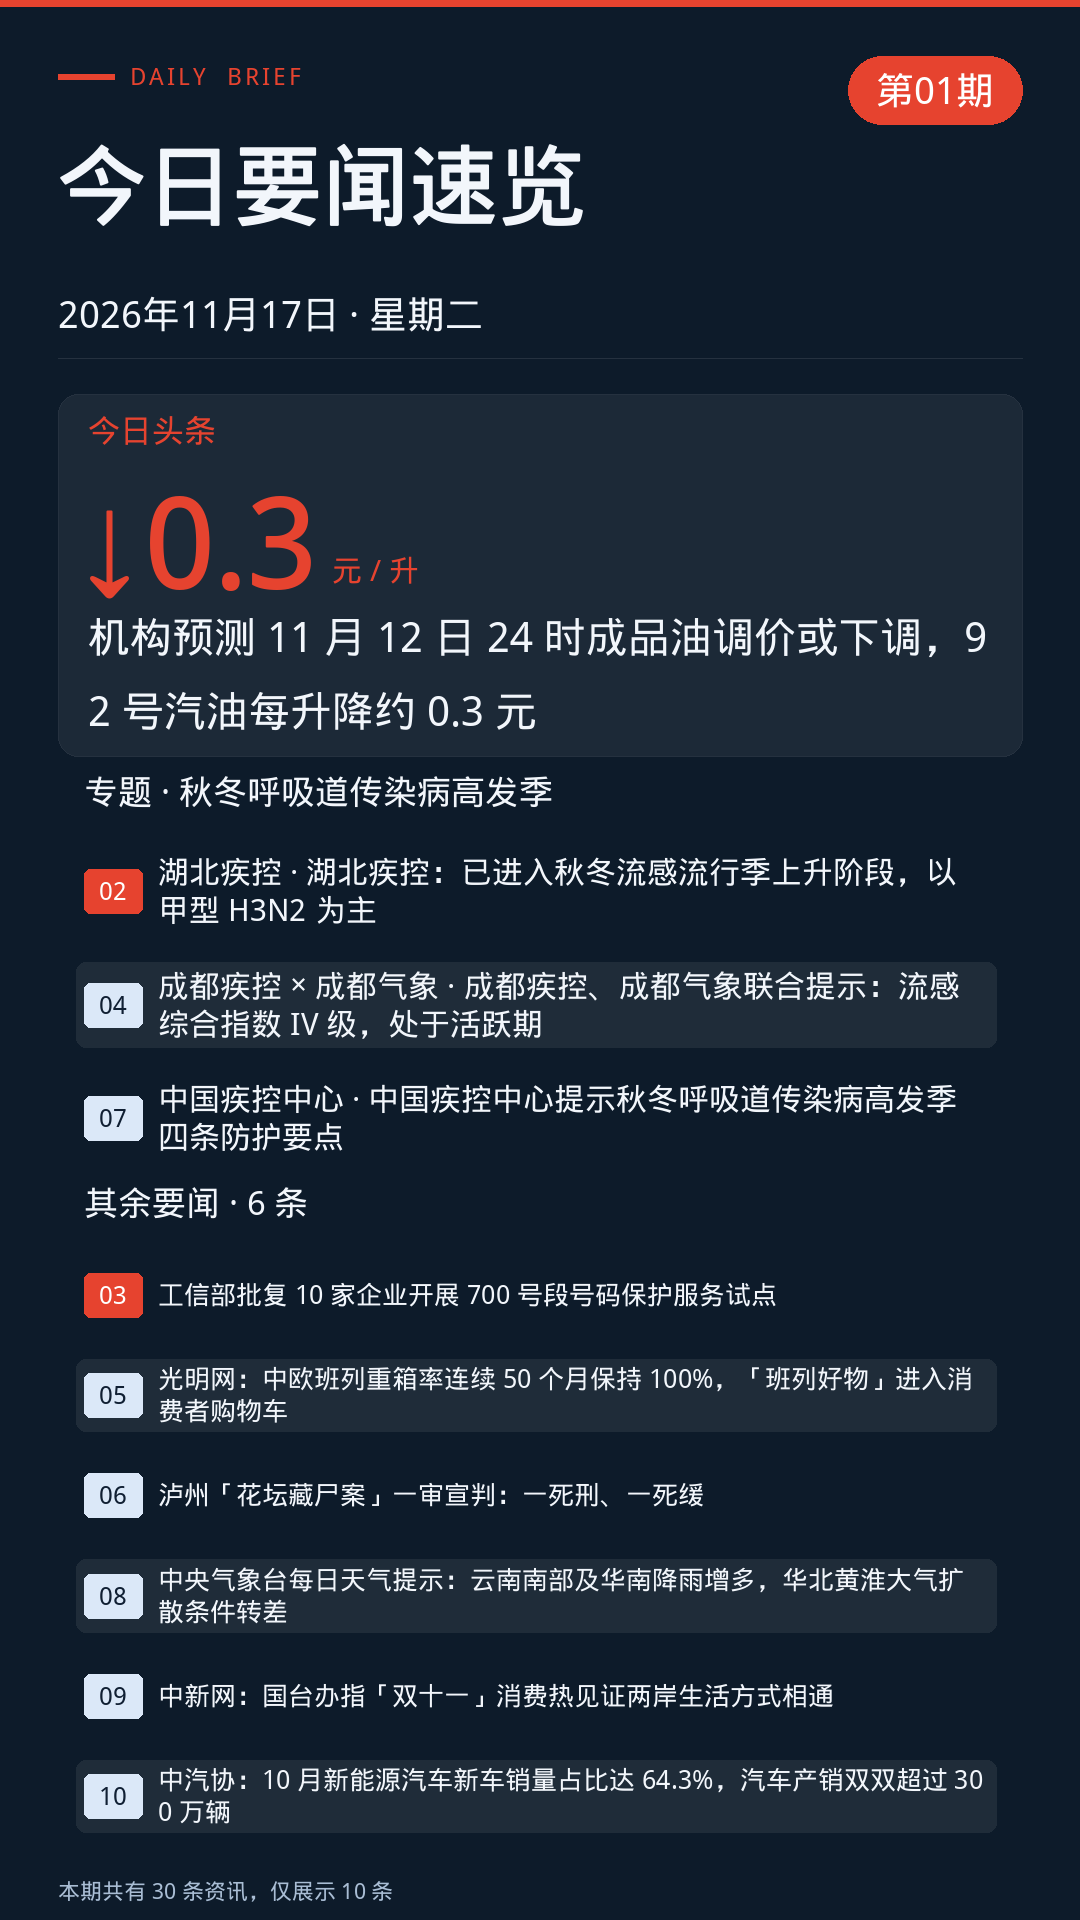 DAILY BRIEF
第01期
今日要闻速览
2026年11月17日 · 星期二
今日头条
↓0.3 元 / 升
机构预测 11 月 12 日 24 时成品油调价或下调，9
2 号汽油每升降约 0.3 元
专题 · 秋冬呼吸道传染病高发季
02 湖北疾控 · 湖北疾控：已进入秋冬流感流行季上升阶段，以
甲型 H3N2 为主
04 成都疾控 × 成都气象 · 成都疾控、成都气象联合提示：流感
综合指数 IV 级，处于活跃期
07 中国疾控中心 · 中国疾控中心提示秋冬呼吸道传染病高发季
四条防护要点
其余要闻 · 6 条
03 工信部批复 10 家企业开展 700 号段号码保护服务试点
05 光明网：中欧班列重箱率连续 50 个月保持 100%，「班列好物」进入消
费者购物车
06 泸州「花坛藏尸案」一审宣判：一死刑、一死缓
08 中央气象台每日天气提示：云南南部及华南降雨增多，华北黄淮大气扩
散条件转差
09 中新网：国台办指「双十一」消费热见证两岸生活方式相通
10 中汽协：10 月新能源汽车新车销量占比达 64.3%，汽车产销双双超过 30
0 万辆
本期共有 30 条资讯，仅展示 10 条